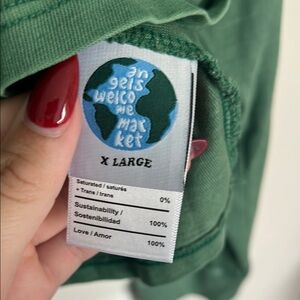 an
gels
welco
me
mar
ket
X LARGE
Saturated / saturés
+ Trans / trans
0%
Sustainability /
Sostenibilidad
100%
Love / Amor
100%